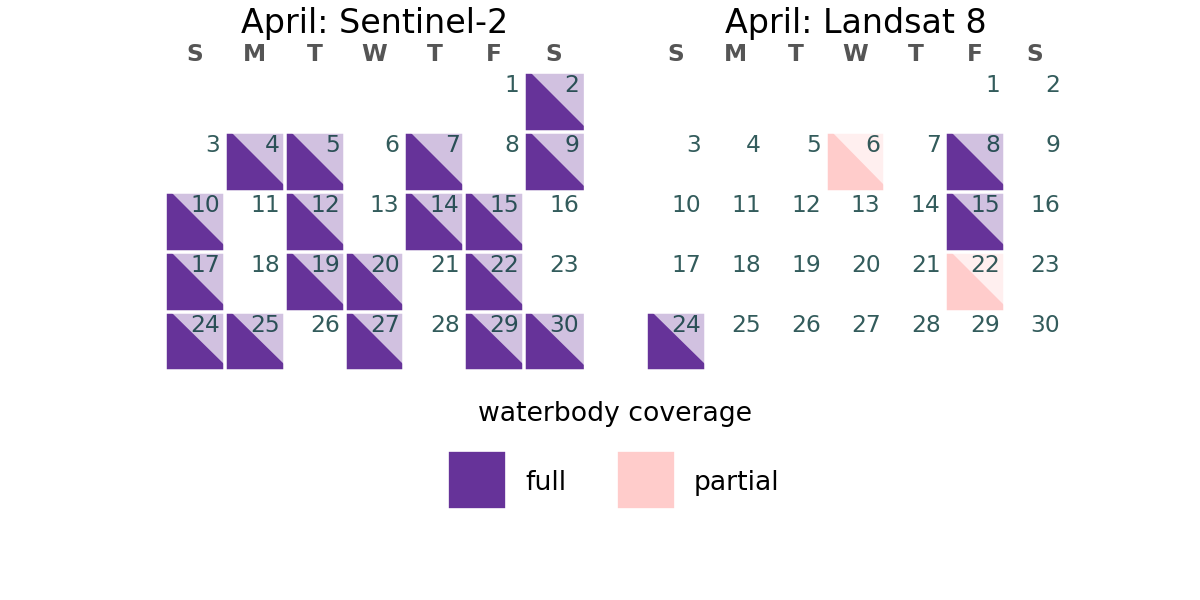 April: Sentinel-2
S M T W T F S
1 2
3 4 5 6 7 8 9
10 11 12 13 14 15 16
17 18 19 20 21 22 23
24 25 26 27 28 29 30
April: Landsat 8
S M T W T F S
1 2
3 4 5 6 7 8 9
10 11 12 13 14 15 16
17 18 19 20 21 22 23
24 25 26 27 28 29 30
waterbody coverage
full partial